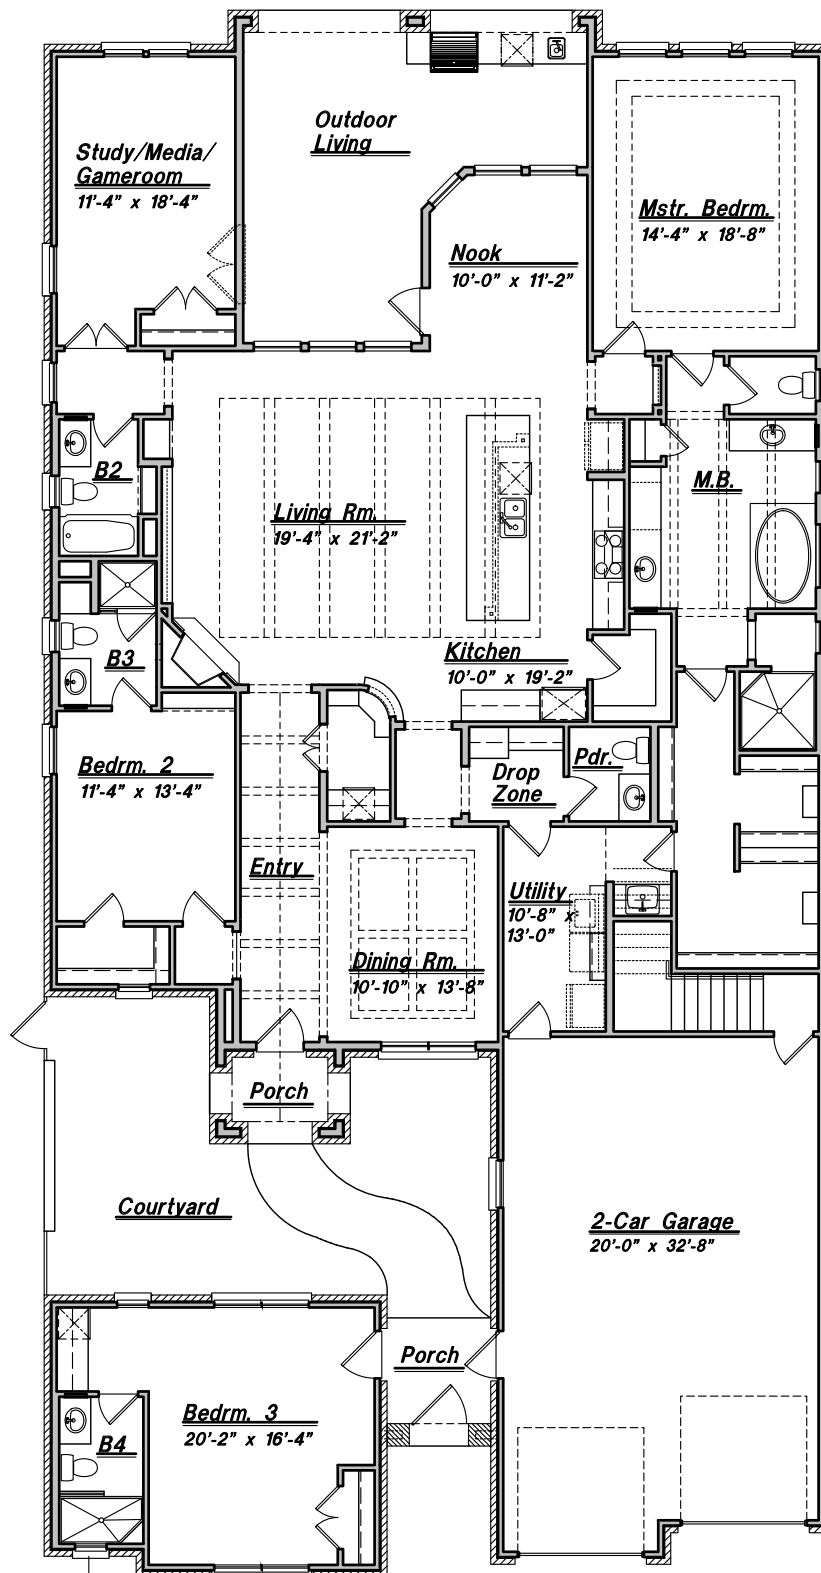 Outdoor
Living
Study/Media/
Gameroom
11'-4" x 18'-4"
Mstr. Bedrm.
14'-4" x 18'-8"
Nook
10'-0" x 11'-2"
B2
M.B.
Living Rm.
19'-4" x 21'-2"
B3
Kitchen
10'-0" x 19'-2"
Bedrm. 2
11'-4" x 13'-4"
Drop
Zone
Pdr.
Entry
Utility
10'-8" x
13'-0"
Dining Rm.
10'-10" x 13'-8"
Porch
Courtyard
2-Car Garage
20'-0" x 32'-8"
Porch
Bedrm. 3
20'-2" x 16'-4"
B4